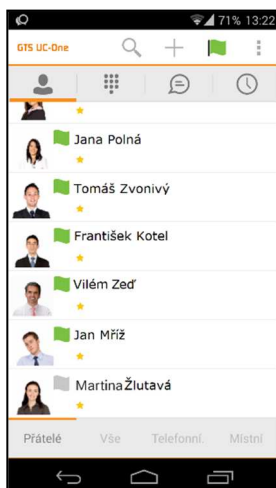 71% 13:22
GTS UC-One
Jana Polná
Tomáš Zvonivý
František Kotel
Vilém Zeď
Jan Mříž
Martina Žlutavá
Přátelé Vše Telefonní. Místní